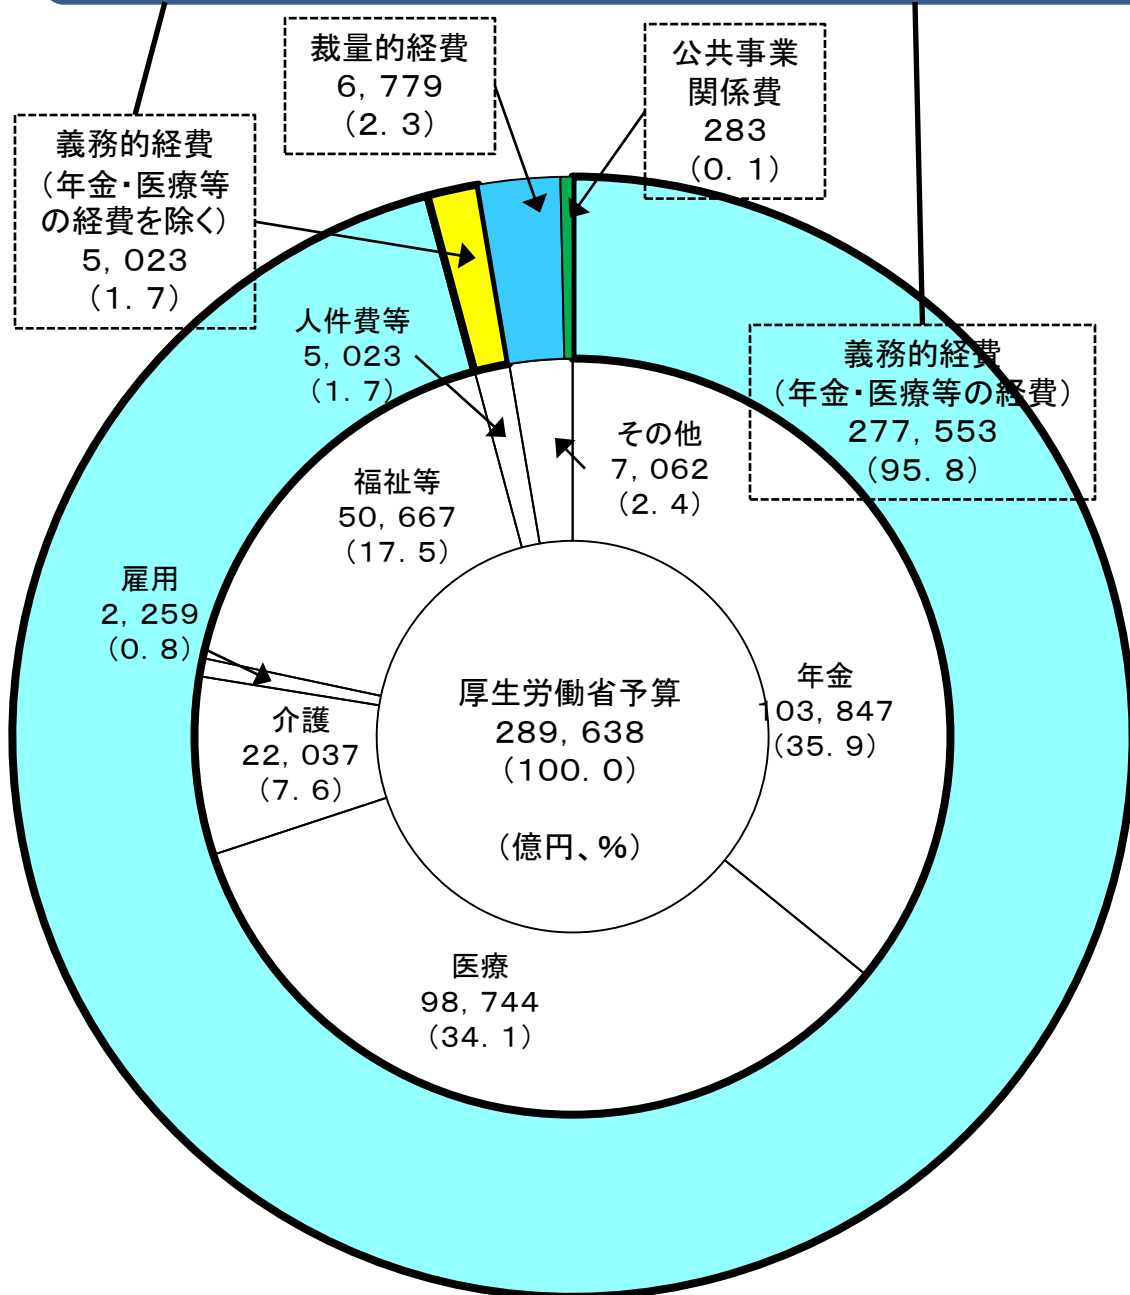 裁量的経費
6,779
(2.3)
公共事業
関係費
283
(0.1)
義務的経費
(年金・医療等
の経費を除く)
5,023
(1.7)
人件費等
5,023
(1.7)
義務的経費
(年金・医療等の経費)
277,553
(95.8)
その他
7,062
(2.4)
福祉等
50,667
(17.5)
雇用
2,259
(0.8)
年金
103,847
(35.9)
厚生労働省予算
289,638
(100.0)
(億円、%)
介護
22,037
(7.6)
医療
98,744
(34.1)